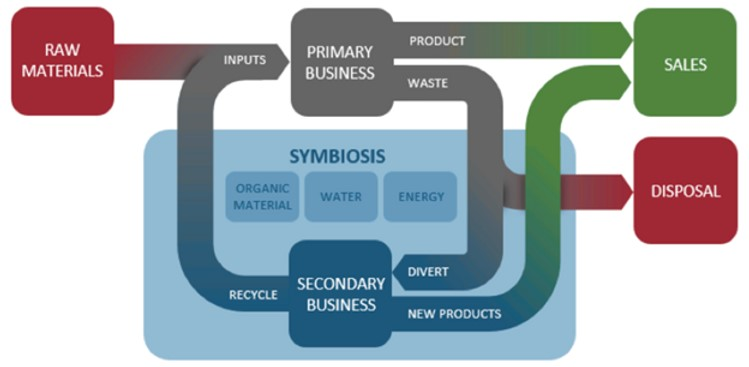 RAW
MATERIALS
INPUTS
PRIMARY
BUSINESS
PRODUCT
WASTE
SALES
SYMBIOSIS
ORGANIC
MATERIAL
WATER
ENERGY
DISPOSAL
RECYCLE
SECONDARY
BUSINESS
DIVERT
NEW PRODUCTS